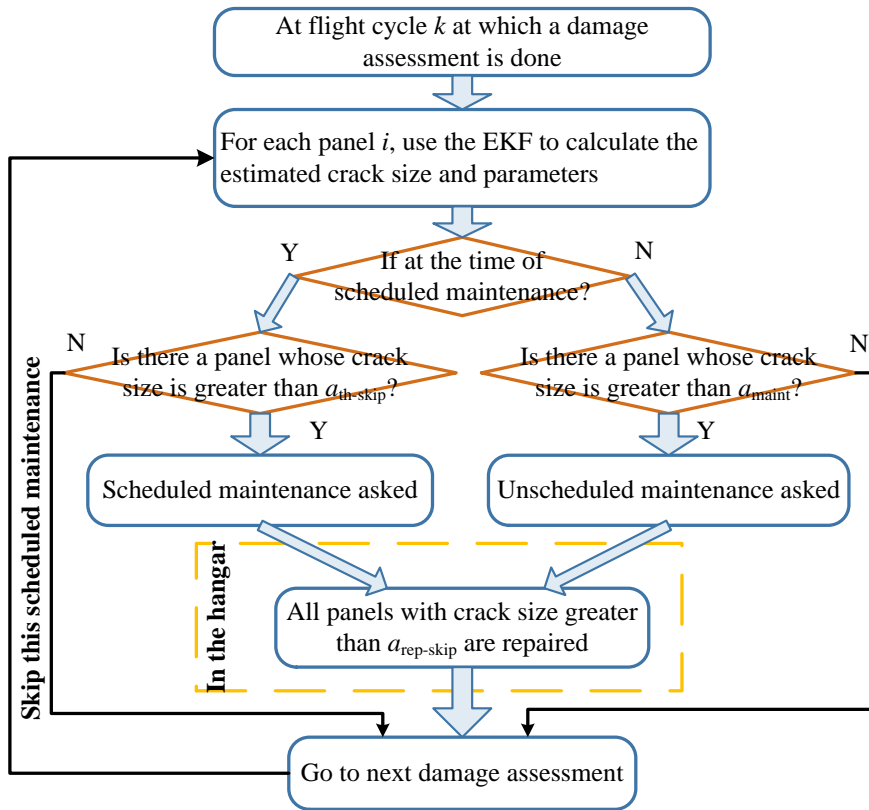 At flight cycle k at which a damage
assessment is done
For each panel i, use the EKF to calculate the
estimated crack size and parameters
Y
N
If at the time of
scheduled maintenance?
N
Is there a panel whose crack
size is greater than a_th-skip?
Is there a panel whose crack
size is greater than a_maint?
N
Y
Y
Scheduled maintenance asked
Unscheduled maintenance asked
Skip this scheduled maintenance
In the hangar
All panels with crack size greater
than a_rep-skip are repaired
Go to next damage assessment